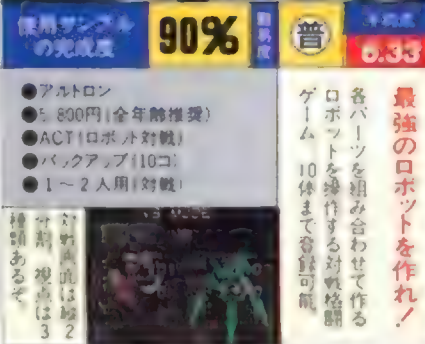 使用サンプルの完成度
90%
難易度
普
6.33
●アルトロン
●5,800円(全年齢推奨)
●ACT(ロボット対戦)
●バックアップ(10コ)
●1〜2人用(対戦)
最強のロボットを作れ!
各パーツを組み合わせて作る
ロボットを操作する対戦格闘
ゲーム 10体まで登録可能
対戦画面は縦2
分割 視点は3
種類あるぞ